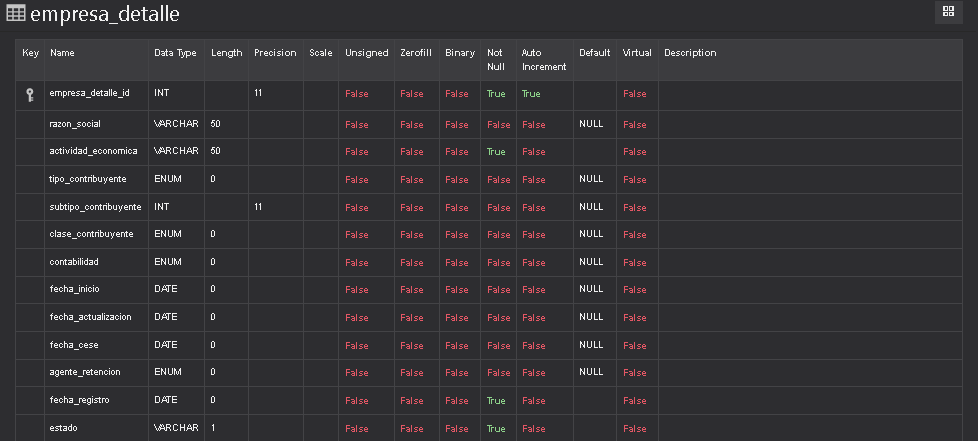 empresa_detalle
Key Name Data Type Length Precision Scale Unsigned Zerofill Binary Not Null Auto Increment Default Virtual Description
empresa_detalle_id INT 11 False False False True True False
razon_social VARCHAR 50 False False False False False NULL False
actividad_economica VARCHAR 50 False False False True False False
tipo_contribuyente ENUM 0 False False False False False NULL False
subtipo_contribuyente INT 11 False False False False False NULL False
clase_contribuyente ENUM 0 False False False False False NULL False
contabilidad ENUM 0 False False False False False NULL False
fecha_inicio DATE 0 False False False False False NULL False
fecha_actualizacion DATE 0 False False False False False NULL False
fecha_cese DATE 0 False False False False False NULL False
agente_retencion ENUM 0 False False False False False NULL False
fecha_registro DATE 0 False False False True False False
estado VARCHAR 1 False False False True False False